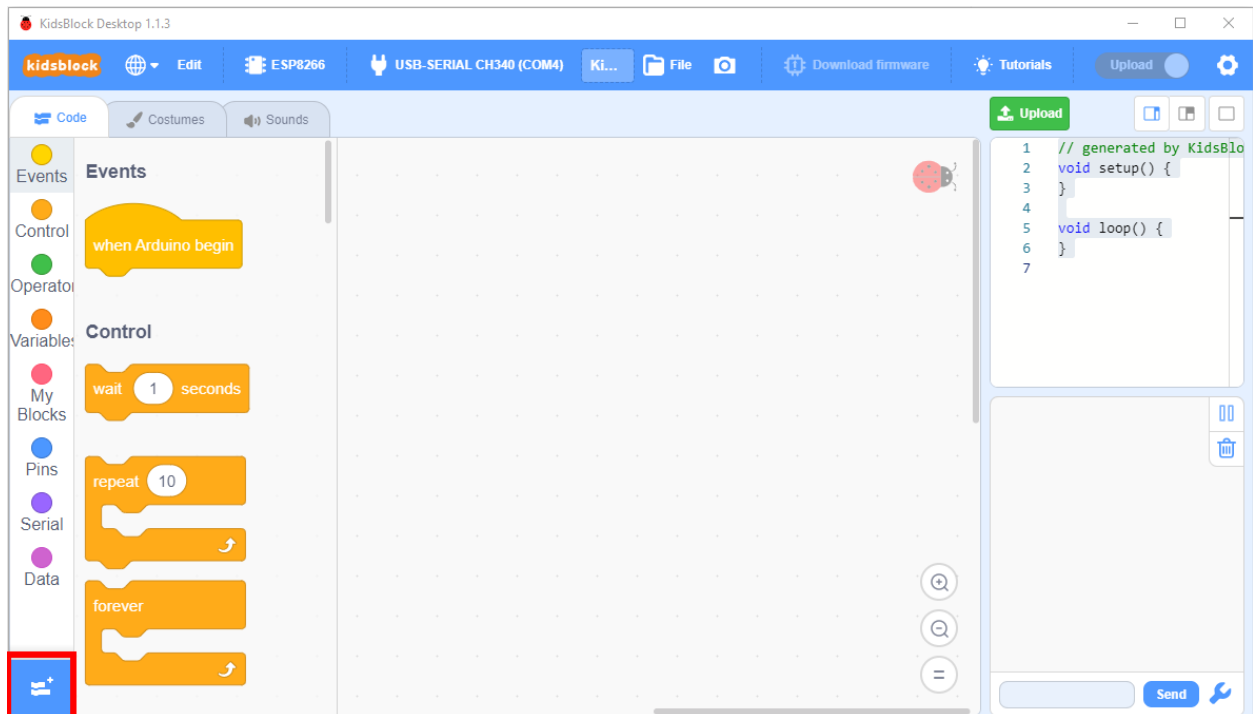 KidsBlock Desktop 1.1.3
kidsblock Edit ESP8266 USB-SERIAL CH340 (COM4) Ki... File Download firmware Tutorials Upload
Code Costumes Sounds
Upload
Events
Control
Operator
Variables
My
Blocks
Pins
Serial
Data
Events
when Arduino begin
Control
wait 1 seconds
repeat 10
forever
1 // generated by KidsBlo
2 void setup() {
3 }
4
5 void loop() {
6 }
7
Send